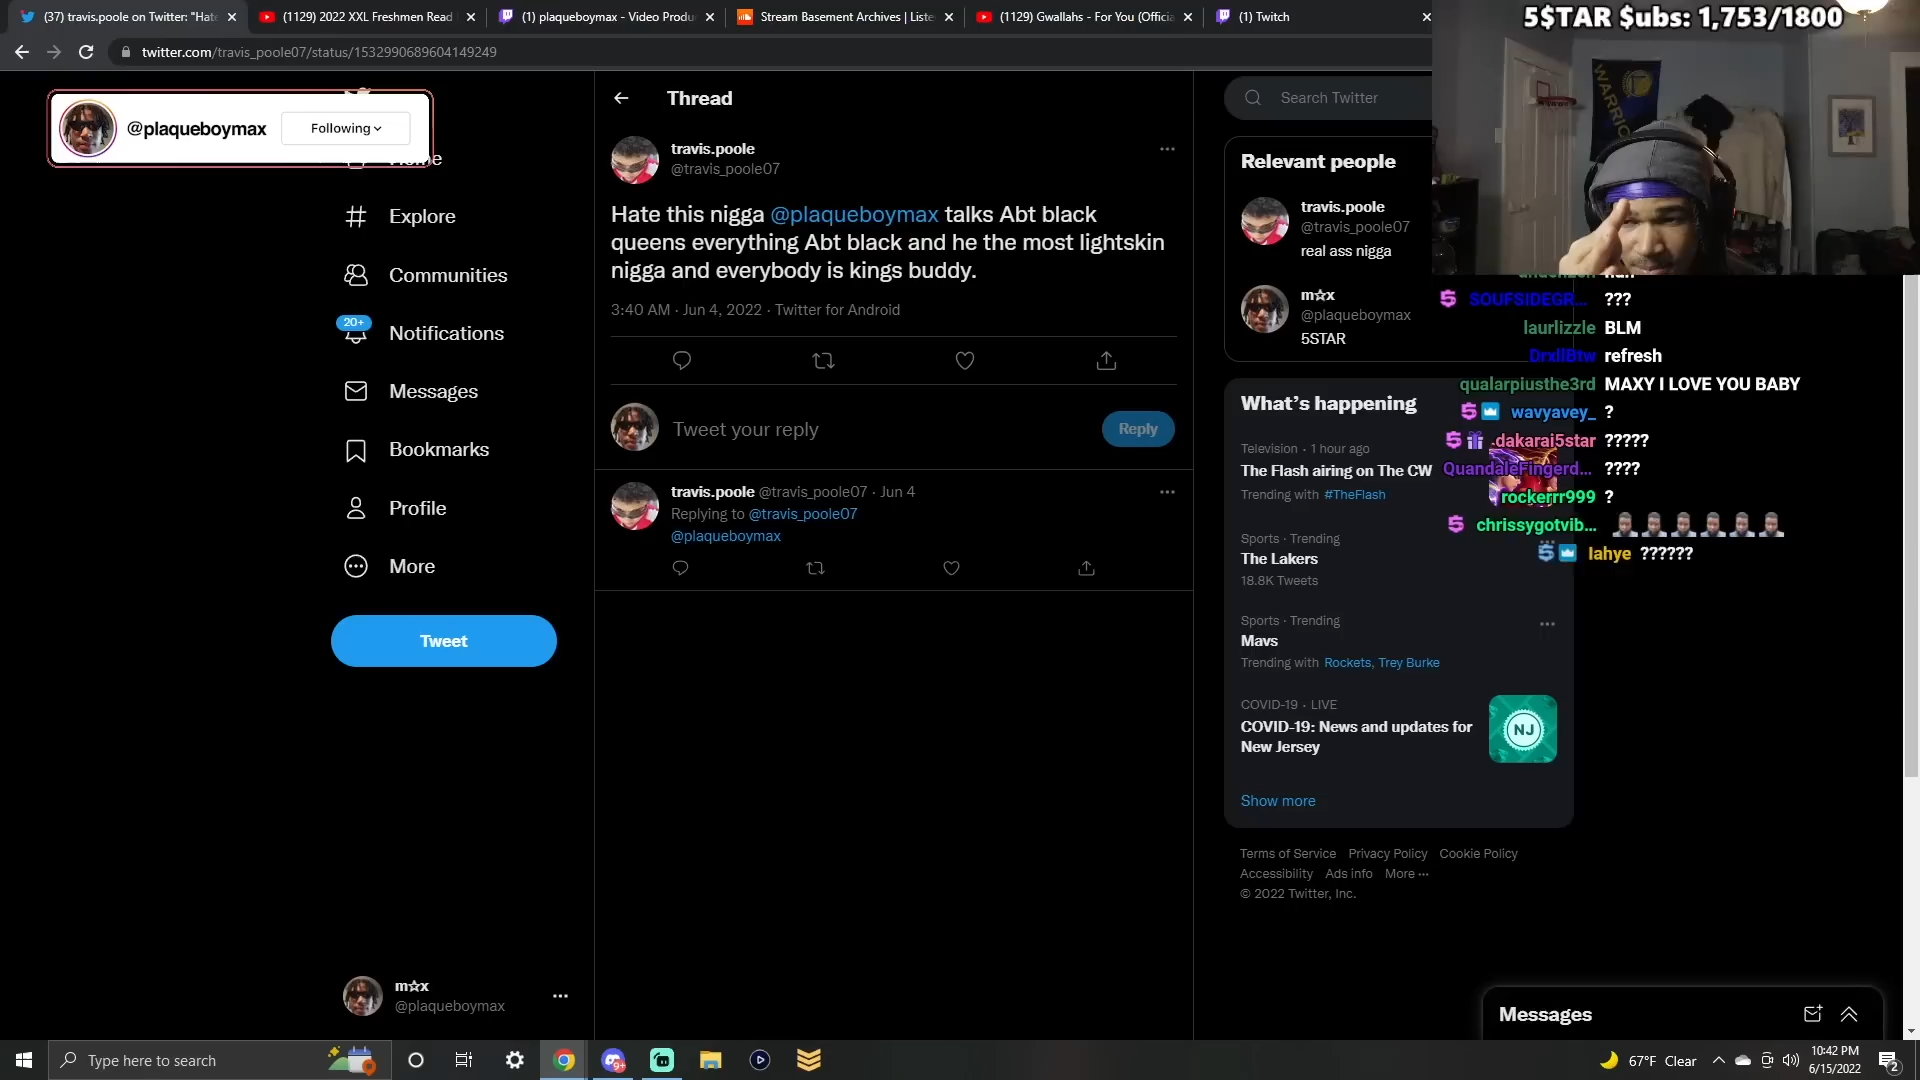 (37) travis.poole on Twitter: "Hate
(1129) 2022 XXL Freshmen Read
(1) plaqueboymax - Video Produ
Stream Basement Archives | Liste
(1129) Gwallahs - For You (Officia
(1) Twitch
5$TAR $ubs: 1,753/1800
twitter.com/travis_poole07/status/1532990689604149249
@plaqueboymax
Following
Home
Explore
Communities
20+
Notifications
Messages
Bookmarks
Profile
More
Tweet
m☆x
@plaqueboymax
Thread
travis.poole
@travis_poole07
Hate this nigga @plaqueboymax talks Abt black
queens everything Abt black and he the most lightskin
nigga and everybody is kings buddy.
3:40 AM · Jun 4, 2022 · Twitter for Android
Tweet your reply
Reply
travis.poole @travis_poole07 · Jun 4
Replying to @travis_poole07
@plaqueboymax
Search Twitter
Relevant people
travis.poole
@travis_poole07
real ass nigga
m☆x
@plaqueboymax
5STAR
What's happening
Television · 1 hour ago
The Flash airing on The CW
Trending with #TheFlash
Sports · Trending
The Lakers
18.8K Tweets
Sports · Trending
Mavs
Trending with Rockets, Trey Burke
COVID-19 · LIVE
COVID-19: News and updates for
New Jersey
NJ
Show more
Terms of Service Privacy Policy Cookie Policy
Accessibility Ads info More ···
© 2022 Twitter, Inc.
WARRIO
SOUFSIDEGR... ???
laurlizzle BLM
DrxllBtw refresh
qualarpiusthe3rd MAXY I LOVE YOU BABY
wavyavey_ ?
dakarai5star ?????
QuandaleFingerd... ????
rockerrr999 ?
chrissygotvib...
lahye ??????
Messages
Type here to search
9+
67°F Clear
10:42 PM
6/15/2022
2